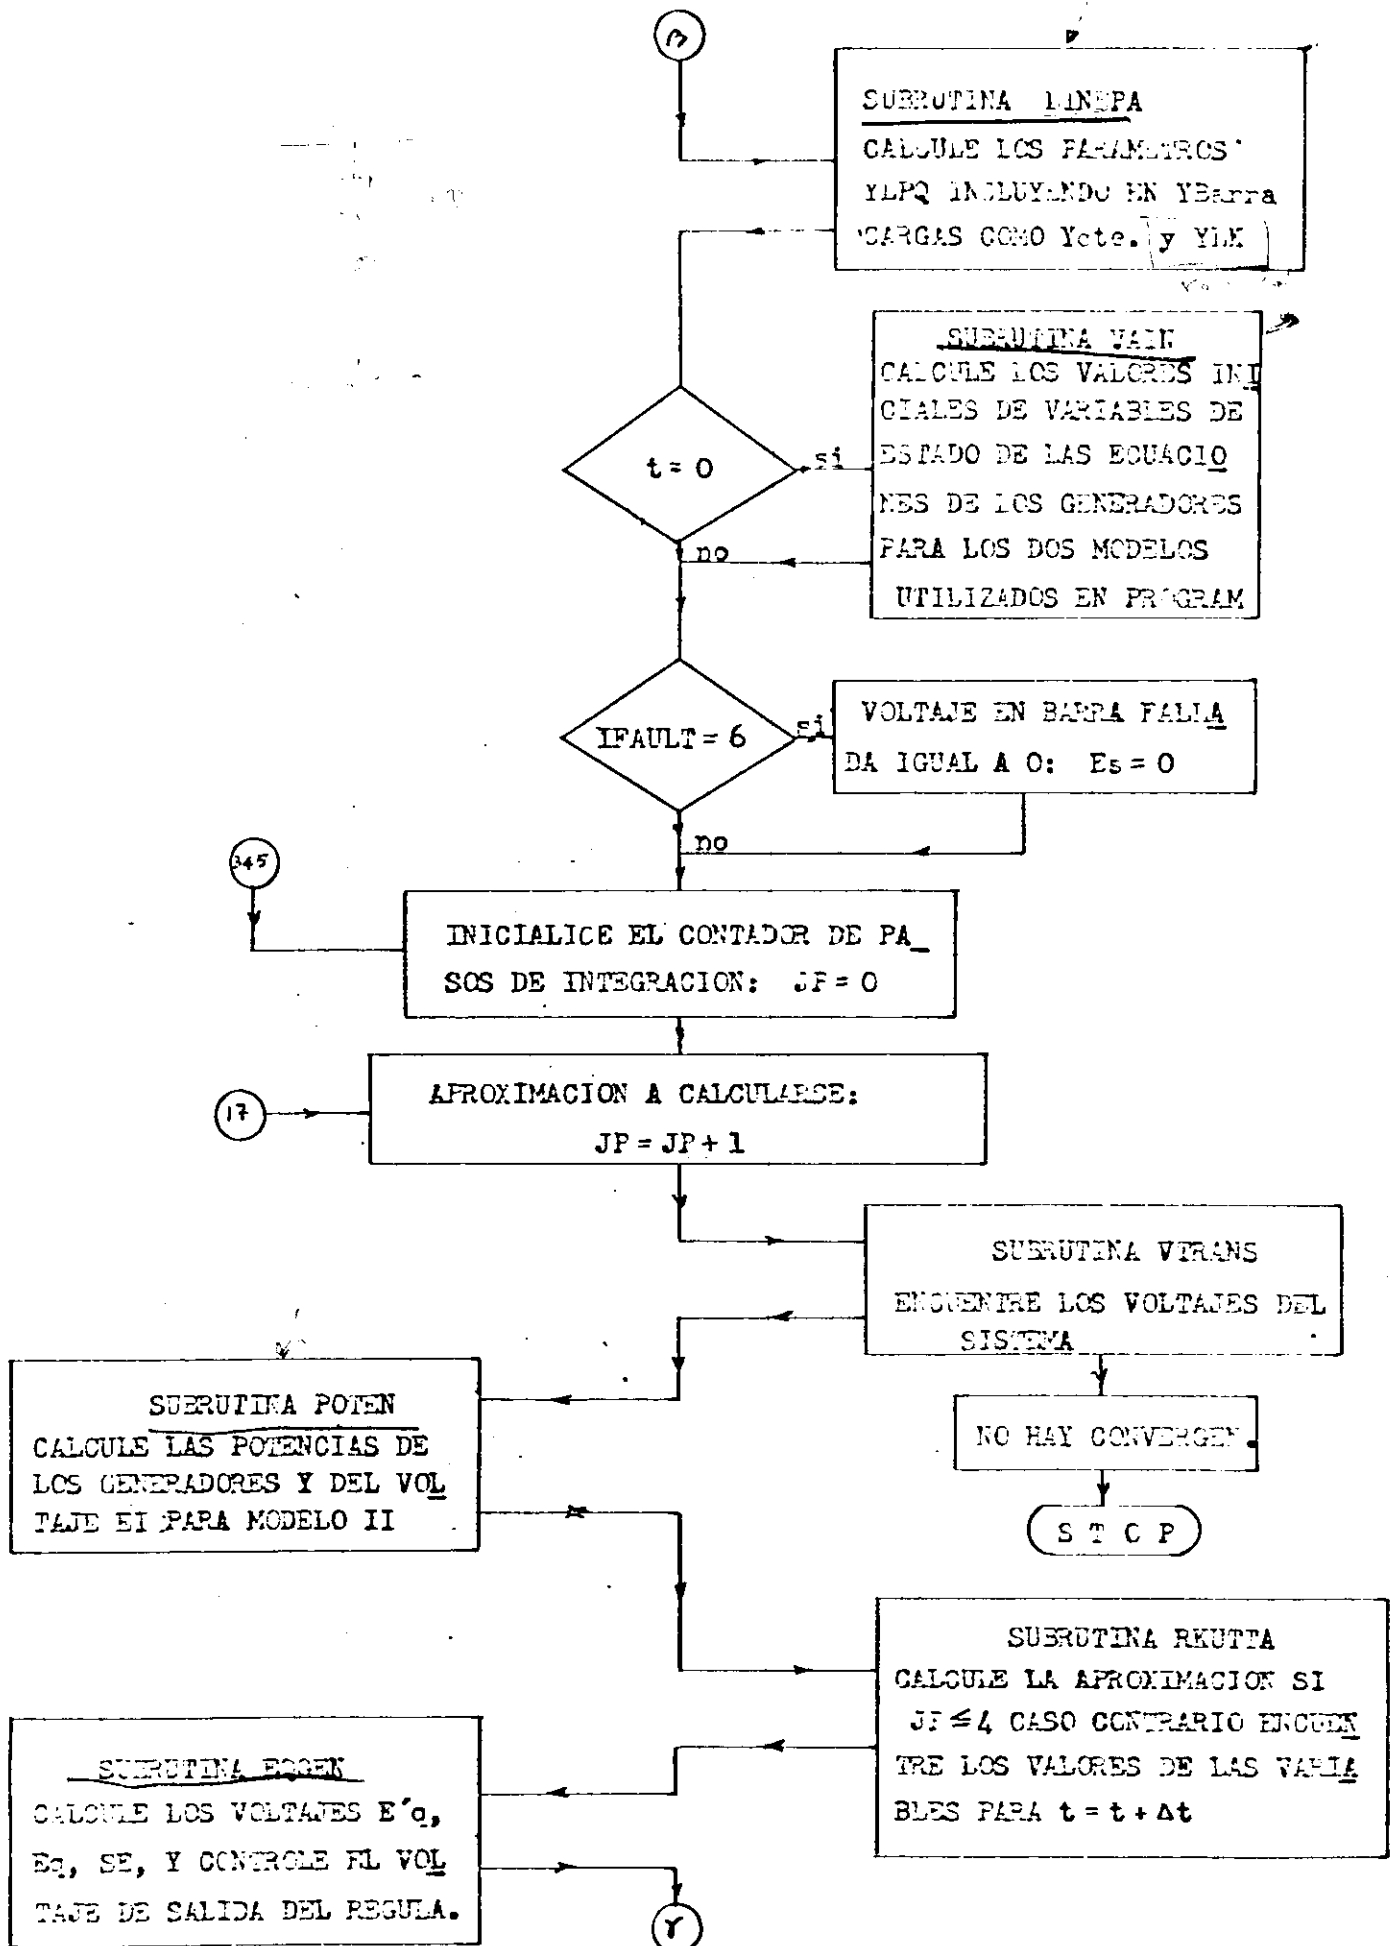 β
SUBRUTINA LINEPA
CALCULE LOS PARAMETROS
YLPQ INCLUYENDO EN YBarra
CARGAS COMO Ycte. y YLK
SUBRUTINA VAIN
CALCULE LOS VALORES INI
CIALES DE VARIABLES DE
ESTADO DE LAS ECUACIO
NES DE LOS GENERADORES
PARA LOS DOS MODELOS
UTILIZADOS EN PROGRAM
t = 0
si
no
IFAULT = 6
si
VOLTAJE EN BARRA FALLA
DA IGUAL A 0: Es = 0
no
345
INICIALICE EL CONTADOR DE PA_
SOS DE INTEGRACION: JP = 0
17
APROXIMACION A CALCULARSE:
JP = JP + 1
SUBRUTINA VTRANS
ENCUENTRE LOS VOLTAJES DEL
SISTEMA
NO HAY CONVERGEN.
S T O P
SUBRUTINA POTEN
CALCULE LAS POTENCIAS DE
LOS GENERADORES Y DEL VOL
TAJE EI PARA MODELO II
SUBRUTINA RKUTTA
CALCULE LA APROXIMACION SI
JP ≤ 4 CASO CONTRARIO ENCUEN
TRE LOS VALORES DE LAS VARIA
BLES PARA t = t + Δt
SUBRUTINA EQGEN
CALCULE LOS VOLTAJES E'q,
Eq, SE, Y CONTROLE EL VOL
TAJE DE SALIDA DEL REGULA.
γ